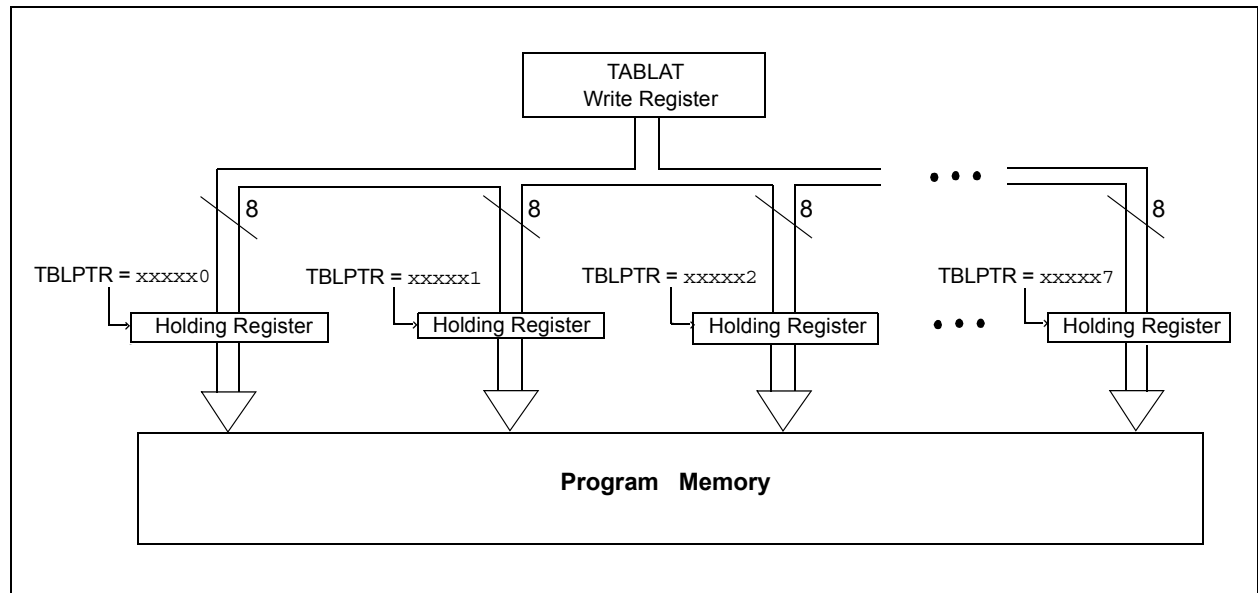 TABLAT
Write Register
8
8
8
8
TBLPTR = xxxxx0
TBLPTR = xxxxx1
TBLPTR = xxxxx2
TBLPTR = xxxxx7
Holding Register
Holding Register
Holding Register
Holding Register
Program Memory